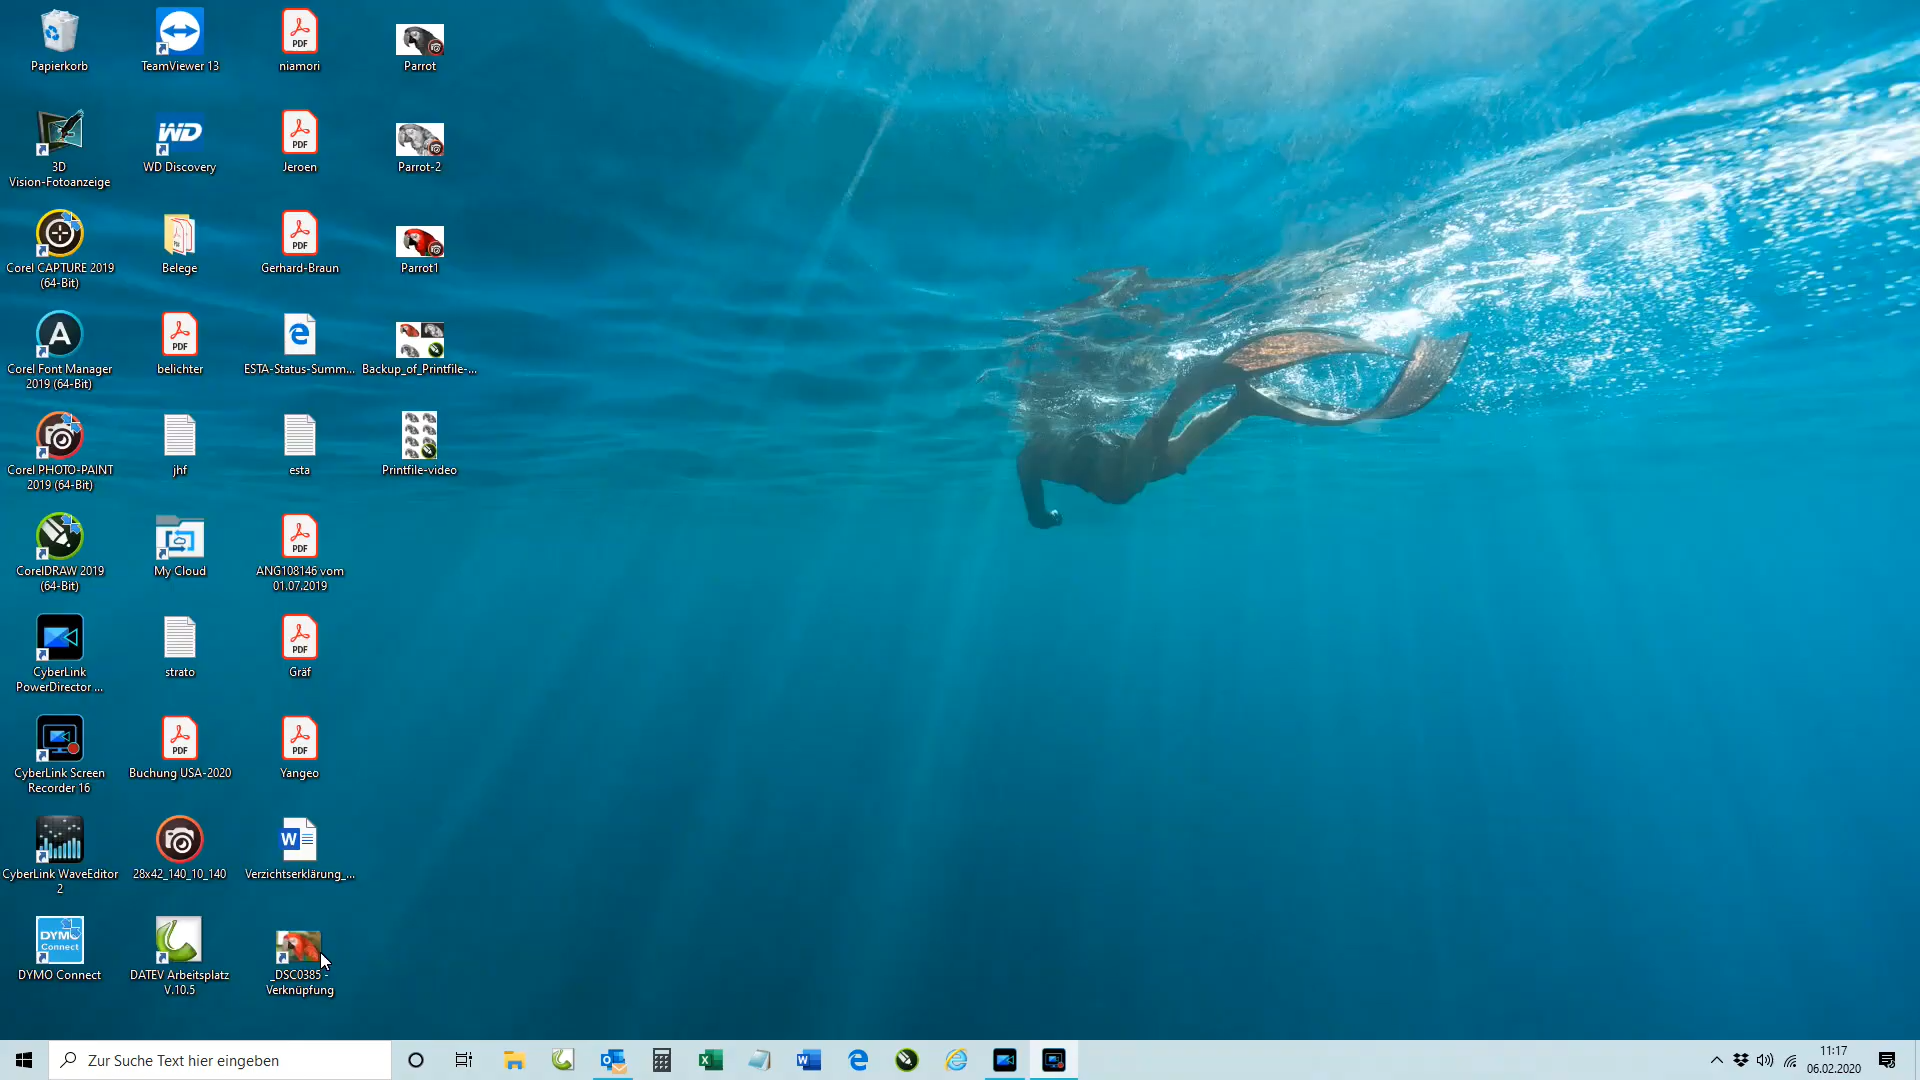 Papierkorb
TeamViewer 13
niamori
Parrot
3D
Vision-Fotoanzeige
WD Discovery
Jeroen
Parrot-2
Corel CAPTURE 2019
(64-Bit)
Belege
Gerhard-Braun
Parrot1
Corel Font Manager
2019 (64-Bit)
belichter
ESTA-Status-Summ...
Backup_of_Printfile-...
Corel PHOTO-PAINT
2019 (64-Bit)
jhf
esta
Printfile-video
CorelDRAW 2019
(64-Bit)
My Cloud
ANG108146 vom
01.07.2019
CyberLink
PowerDirector ...
strato
Gräf
CyberLink Screen
Recorder 16
Buchung USA-2020
Yangeo
CyberLink WaveEditor
2
28x42_140_10_140
Verzichtserklärung_...
DYMO Connect
DATEV Arbeitsplatz
V.10.5
_DSC0385 -
Verknüpfung
Zur Suche Text hier eingeben
11:17
06.02.2020